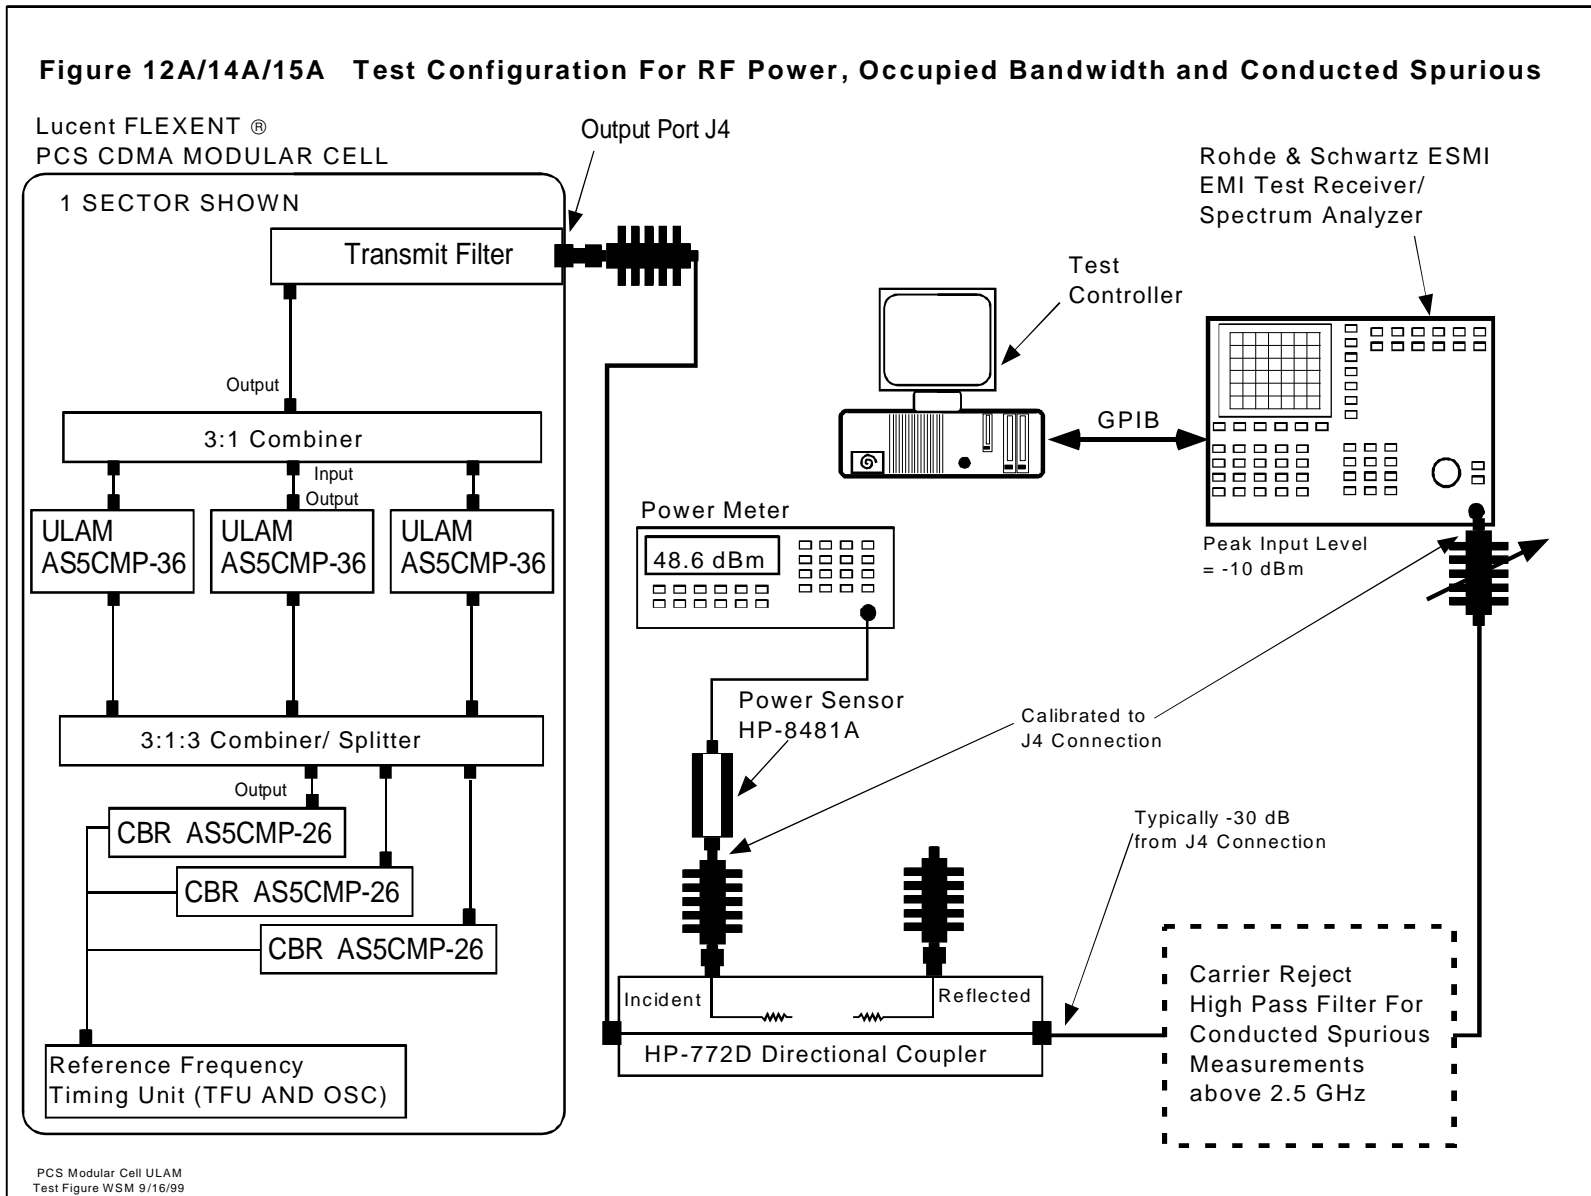 Figure 12A/14A/15A Test Configuration For RF Power, Occupied Bandwidth and Conducted Spurious
Lucent FLEXENT ®
PCS CDMA MODULAR CELL
1 SECTOR SHOWN
Output Port J4
Transmit Filter
Output
3:1 Combiner
Input
Output
ULAM
AS5CMP-36
ULAM
AS5CMP-36
ULAM
AS5CMP-36
3:1:3 Combiner/ Splitter
Output
CBR AS5CMP-26
CBR AS5CMP-26
CBR AS5CMP-26
Reference Frequency
Timing Unit (TFU AND OSC)
Test
Controller
GPIB
Rohde & Schwartz ESMI
EMI Test Receiver/
Spectrum Analyzer
Peak Input Level
= -10 dBm
Power Meter
48.6 dBm
Power Sensor
HP-8481A
Calibrated to
J4 Connection
Typically -30 dB
from J4 Connection
Incident
Reflected
HP-772D Directional Coupler
Carrier Reject
High Pass Filter For
Conducted Spurious
Measurements
above 2.5 GHz
PCS Modular Cell ULAM
Test Figure WSM 9/16/99